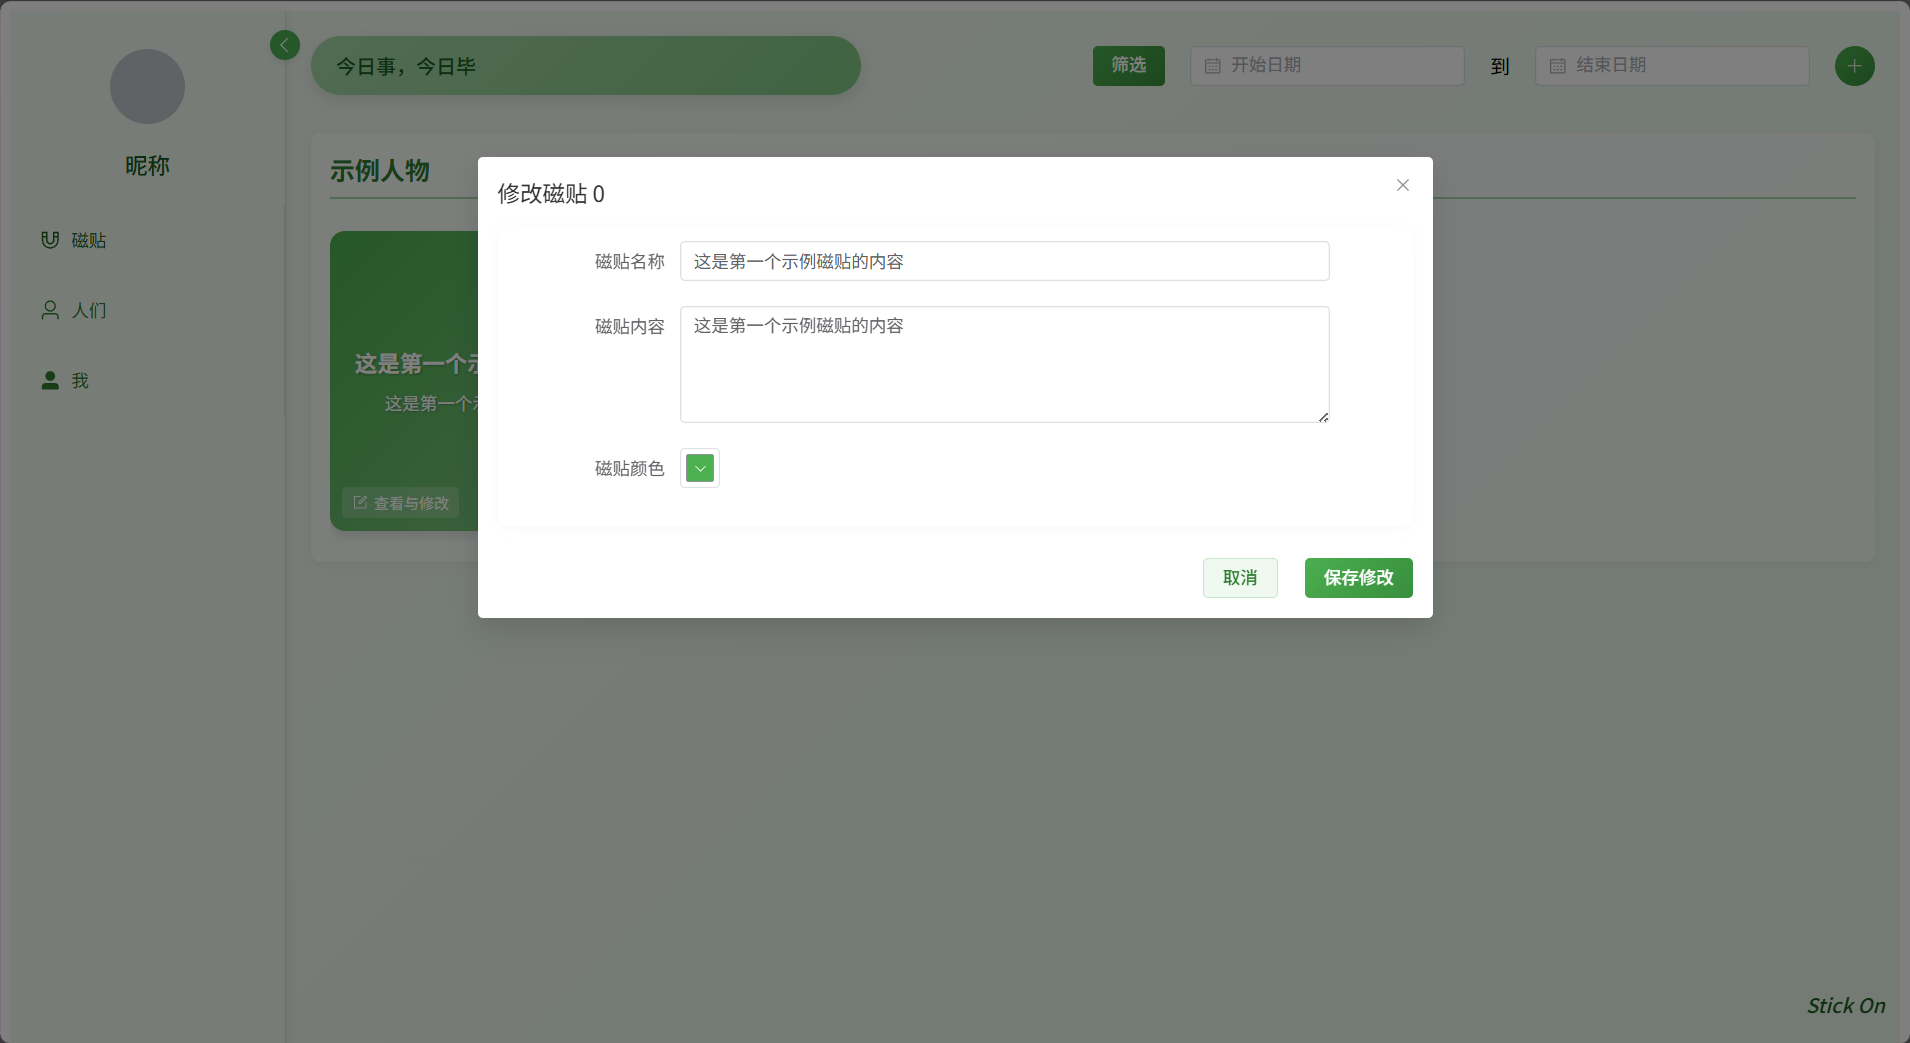 今日事，今日毕
筛选
开始日期
到
结束日期
昵称
磁贴
人们
我
示例人物
这是第一个示
这是第一个
查看与修改
修改磁贴 0
磁贴名称
这是第一个示例磁贴的内容
磁贴内容
这是第一个示例磁贴的内容
磁贴颜色
取消
保存修改
Stick On